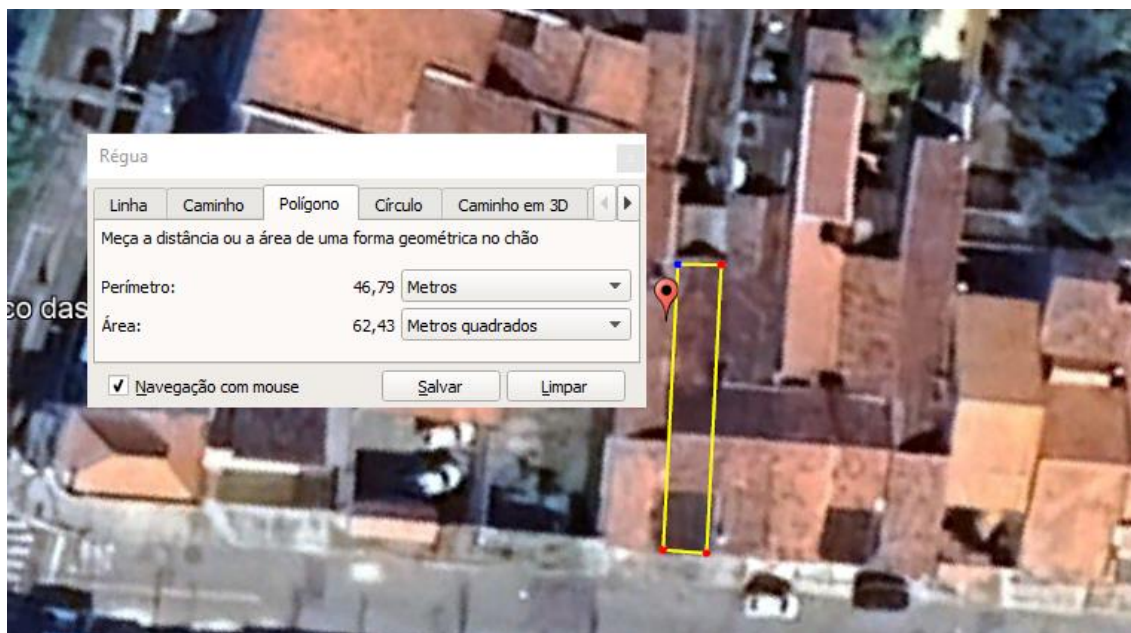 Régua
Linha Caminho Polígono Círculo Caminho em 3D
Meça a distância ou a área de uma forma geométrica no chão
Perímetro: 46,79 Metros
ço das
Área: 62,43 Metros quadrados
Navegação com mouse Salvar Limpar